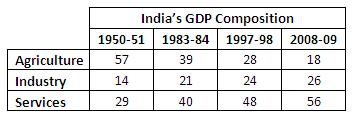 India's GDP Composition
1950-51 1983-84 1997-98 2008-09
Agriculture 57 39 28 18
Industry 14 21 24 26
Services 29 40 48 56